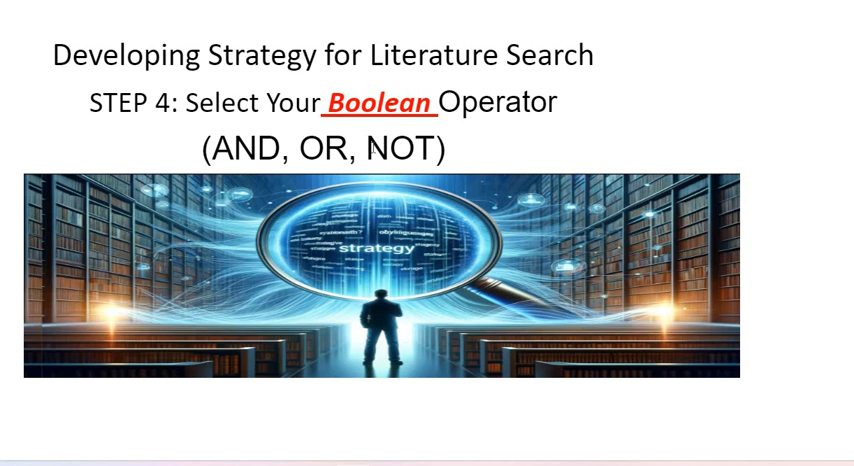 Developing Strategy for Literature Search
STEP 4: Select Your Boolean Operator
(AND, OR, NOT)
strategy